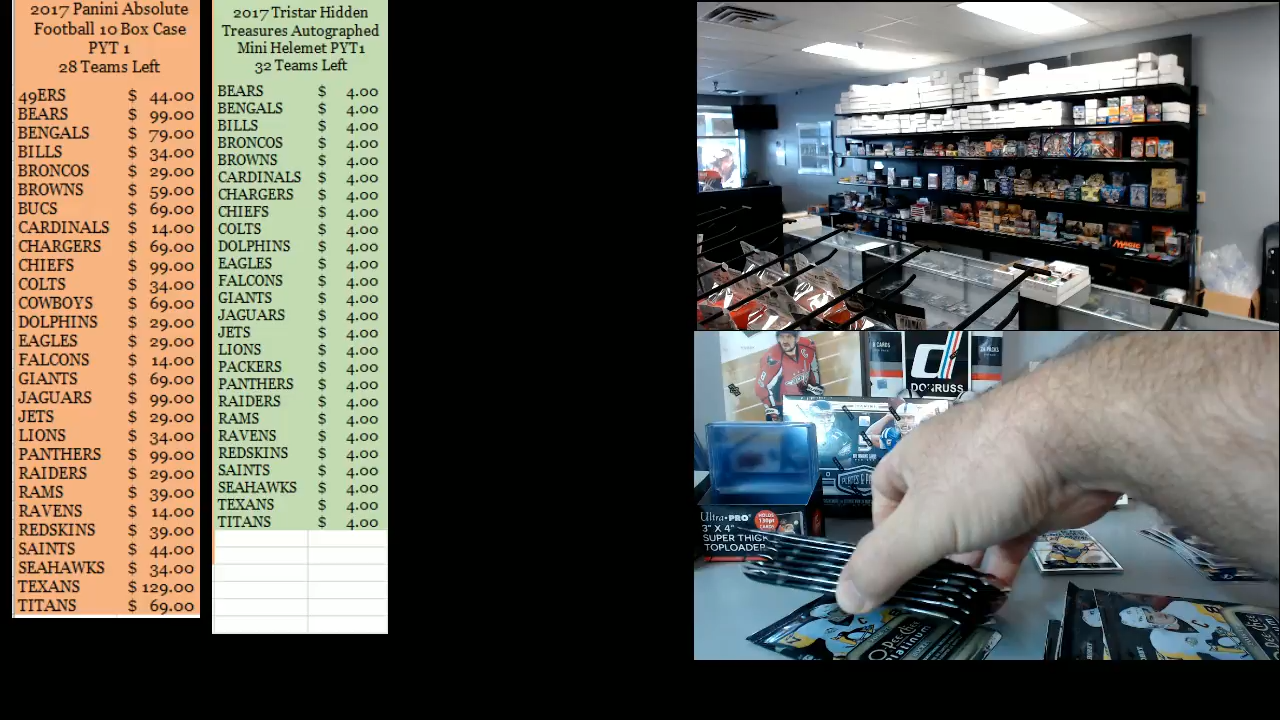 2017 Panini Absolute
Football 10 Box Case
PYT 1
28 Teams Left
49ERS $ 44.00
BEARS $ 99.00
BENGALS $ 79.00
BILLS $ 34.00
BRONCOS $ 29.00
BROWNS $ 59.00
BUCS $ 69.00
CARDINALS $ 14.00
CHARGERS $ 69.00
CHIEFS $ 99.00
COLTS $ 34.00
COWBOYS $ 69.00
DOLPHINS $ 29.00
EAGLES $ 29.00
FALCONS $ 14.00
GIANTS $ 69.00
JAGUARS $ 99.00
JETS $ 29.00
LIONS $ 34.00
PANTHERS $ 99.00
RAIDERS $ 29.00
RAMS $ 39.00
RAVENS $ 14.00
REDSKINS $ 39.00
SAINTS $ 44.00
SEAHAWKS $ 34.00
TEXANS $ 129.00
TITANS $ 69.00
2017 Tristar Hidden
Treasures Autographed
Mini Helemet PYT1
32 Teams Left
BEARS $ 4.00
BENGALS $ 4.00
BILLS $ 4.00
BRONCOS $ 4.00
BROWNS $ 4.00
CARDINALS $ 4.00
CHARGERS $ 4.00
CHIEFS $ 4.00
COLTS $ 4.00
DOLPHINS $ 4.00
EAGLES $ 4.00
FALCONS $ 4.00
GIANTS $ 4.00
JAGUARS $ 4.00
JETS $ 4.00
LIONS $ 4.00
PACKERS $ 4.00
PANTHERS $ 4.00
RAIDERS $ 4.00
RAMS $ 4.00
RAVENS $ 4.00
REDSKINS $ 4.00
SAINTS $ 4.00
SEAHAWKS $ 4.00
TEXANS $ 4.00
TITANS $ 4.00
MAGIC
DONRUSS
ULTRA•PRO
HOLDS
130pt
CARDS
3" X 4"
SUPER THICK
TOPLOADER
O-Pee-Chee
Platinum